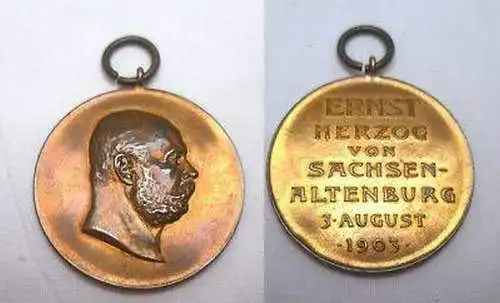 ERNST
HERZOG
VON
SACHSEN-
ALTENBURG
3·AUGUST
·1903·